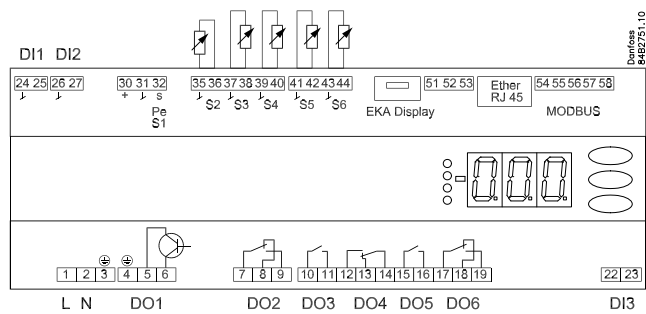 Danfoss
84B2751.10
DI1 DI2
24 25 26 27 30 31 32 35 36 37 38 39 40 41 42 43 44 51 52 53 Ether RJ 45 54 55 56 57 58
+ s S2 S3 S4 S5 S6
Pe
S1
EKA Display
MODBUS
000
1 2 3 4 5 6 7 8 9 10 11 12 13 14 15 16 17 18 19 22 23
L N DO1 DO2 DO3 DO4 DO5 DO6 DI3